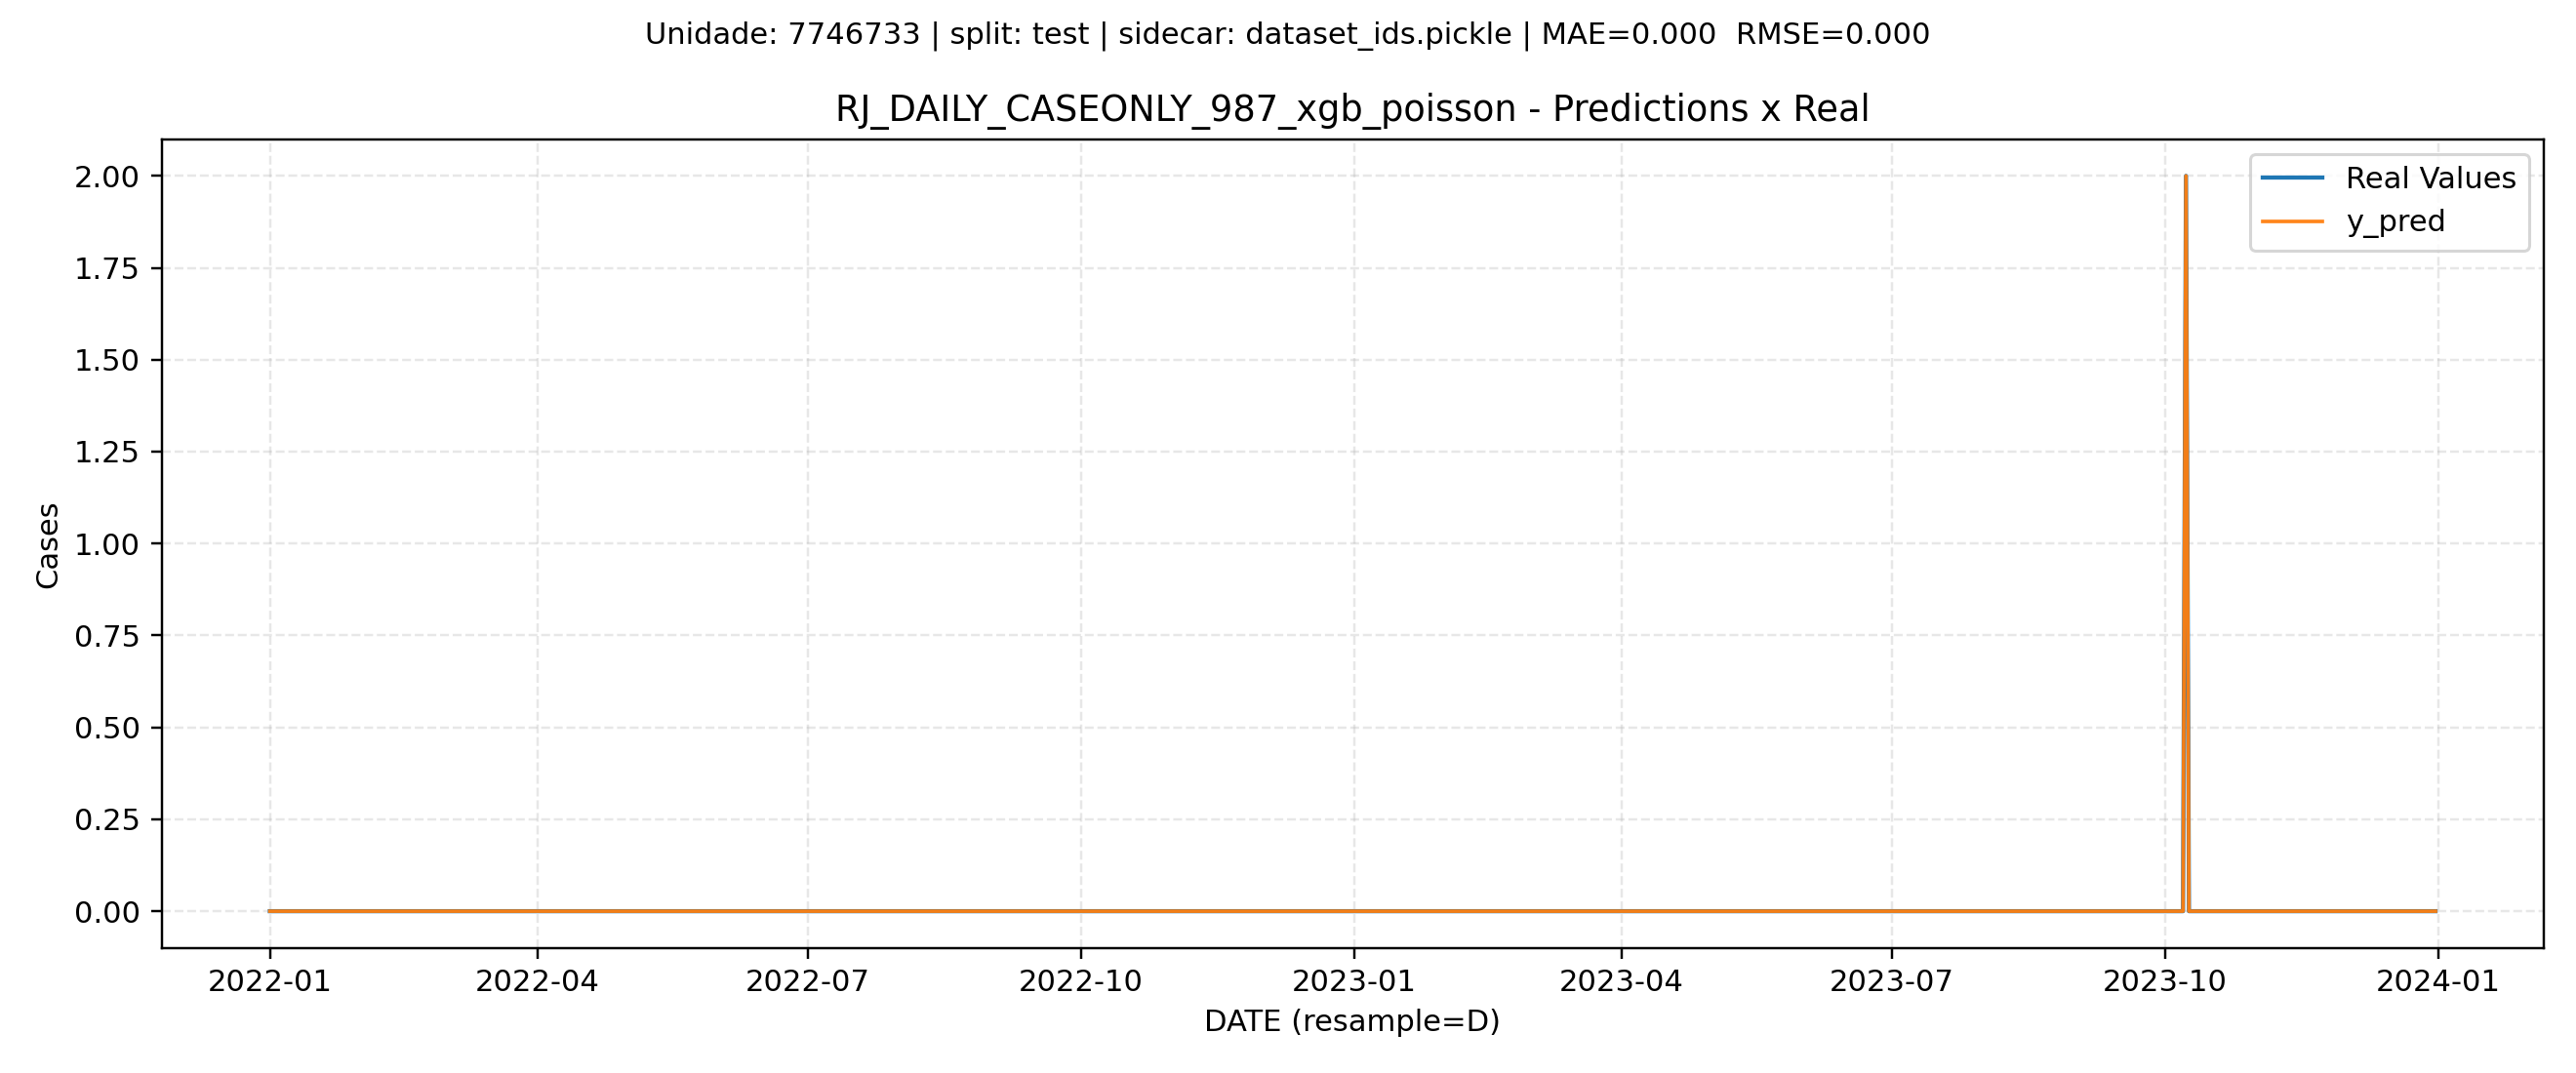 Unidade: 7746733 | split: test | sidecar: dataset_ids.pickle | MAE=0.000  RMSE=0.000
RJ_DAILY_CASEONLY_987_xgb_poisson - Predictions x Real
Real Values
y_pred
Cases
2.00
1.75
1.50
1.25
1.00
0.75
0.50
0.25
0.00
2022-01 2022-04 2022-07 2022-10 2023-01 2023-04 2023-07 2023-10 2024-01
DATE (resample=D)